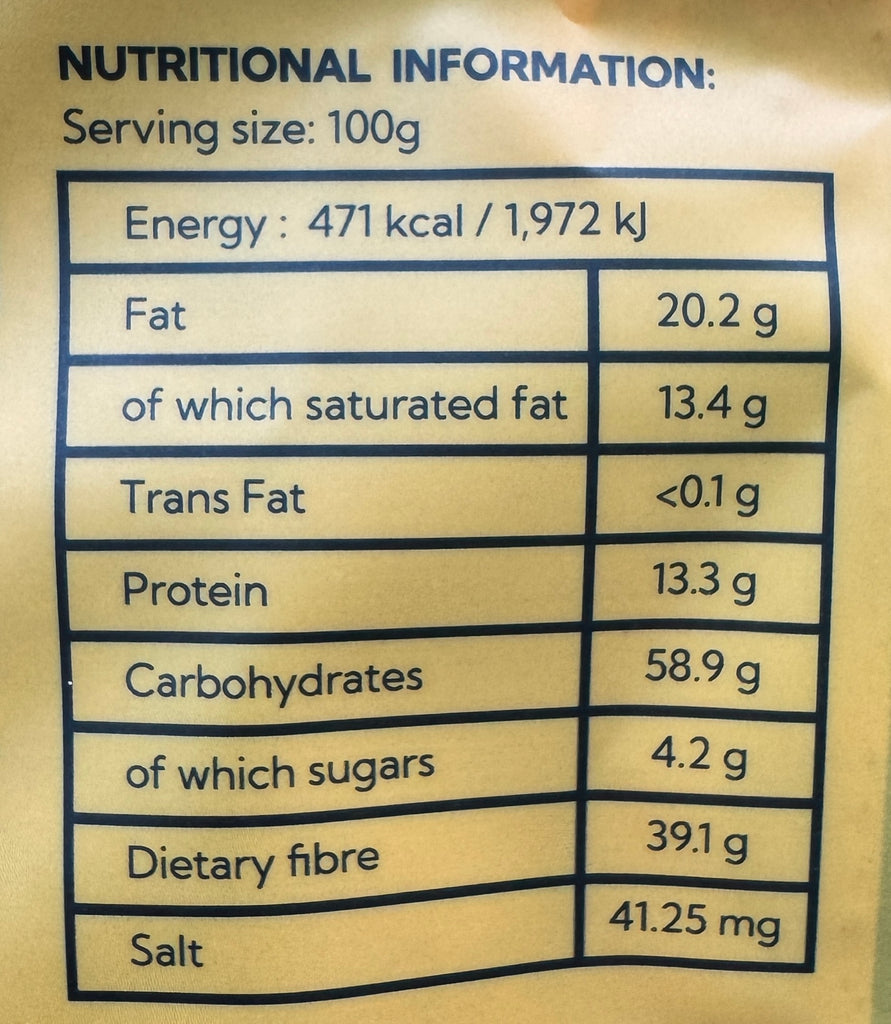 NUTRITIONAL INFORMATION:
Serving size: 100g
Energy : 471 kcal / 1,972 kJ
Fat 20.2 g
of which saturated fat 13.4 g
Trans Fat <0.1 g
Protein 13.3 g
Carbohydrates 58.9 g
of which sugars 4.2 g
Dietary fibre 39.1 g
Salt 41.25 mg